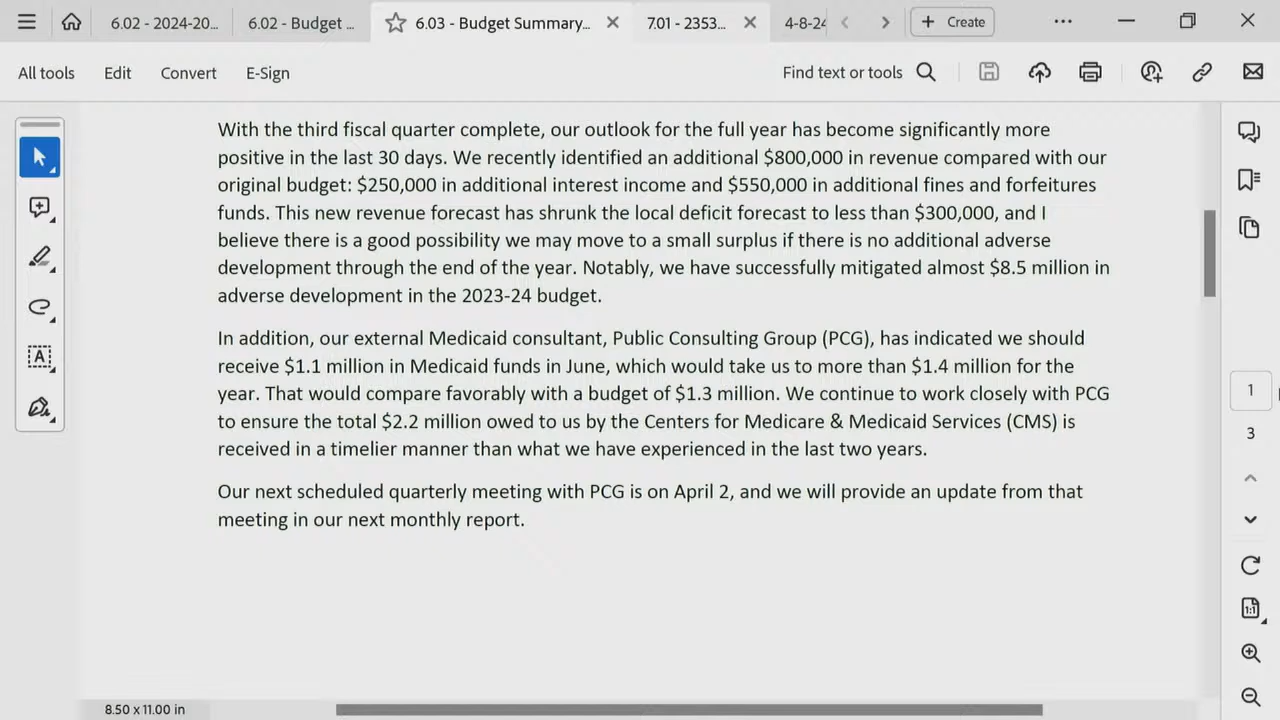 6.02 - 2024-20...
6.02 - Budget ...
6.03 - Budget Summary...
7.01 - 2353...
4-8-24
Create
All tools
Edit
Convert
E-Sign
Find text or tools
With the third fiscal quarter complete, our outlook for the full year has become significantly more
positive in the last 30 days. We recently identified an additional $800,000 in revenue compared with our
original budget: $250,000 in additional interest income and $550,000 in additional fines and forfeitures
funds. This new revenue forecast has shrunk the local deficit forecast to less than $300,000, and I
believe there is a good possibility we may move to a small surplus if there is no additional adverse
development through the end of the year. Notably, we have successfully mitigated almost $8.5 million in
adverse development in the 2023-24 budget.
In addition, our external Medicaid consultant, Public Consulting Group (PCG), has indicated we should
receive $1.1 million in Medicaid funds in June, which would take us to more than $1.4 million for the
year. That would compare favorably with a budget of $1.3 million. We continue to work closely with PCG
to ensure the total $2.2 million owed to us by the Centers for Medicare & Medicaid Services (CMS) is
received in a timelier manner than what we have experienced in the last two years.
Our next scheduled quarterly meeting with PCG is on April 2, and we will provide an update from that
meeting in our next monthly report.
1
3
1:1
8.50 x 11.00 in